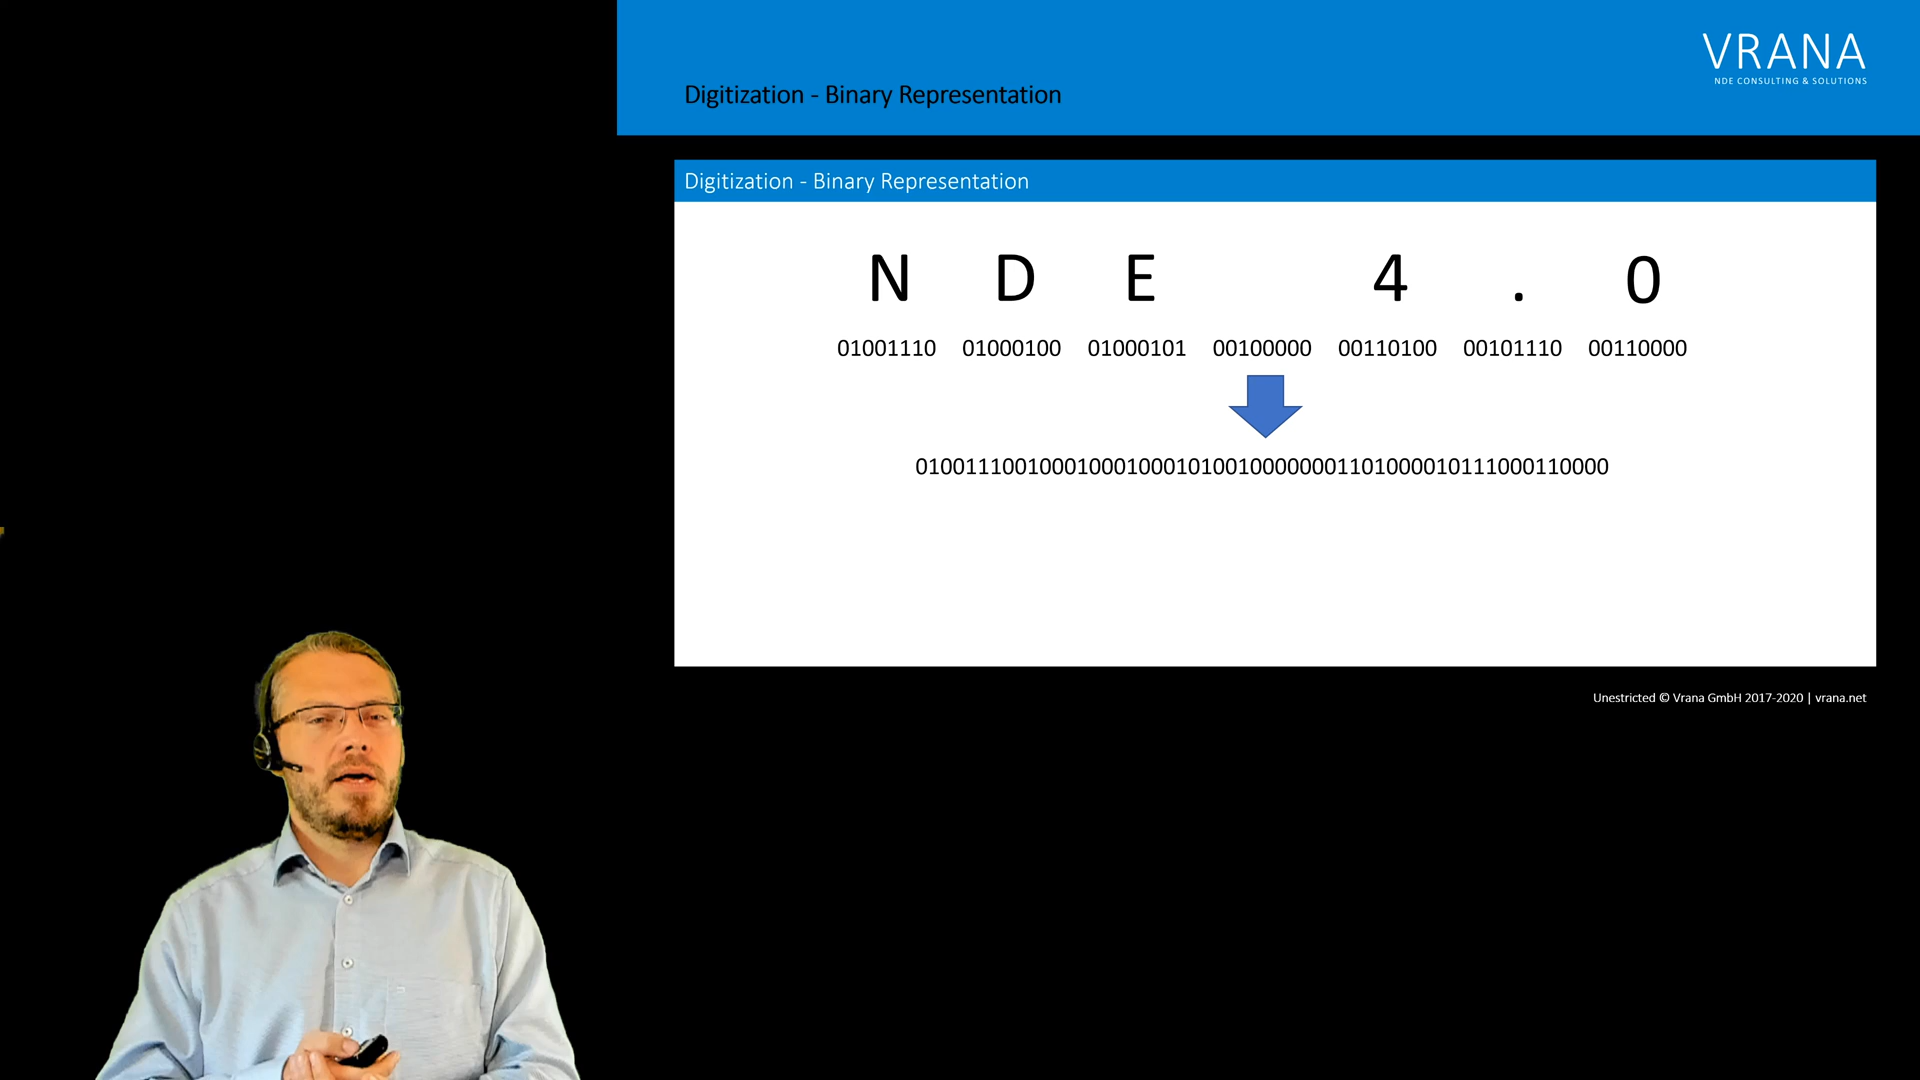 VRANA
NDE CONSULTING & SOLUTIONS
Digitization - Binary Representation
Digitization - Binary Representation
N D E 4 . 0
01001110 01000100 01000101 00100000 00110100 00101110 00110000
01001110010001000100010100100000001101000010111000110000
Unestricted © Vrana GmbH 2017-2020 | vrana.net